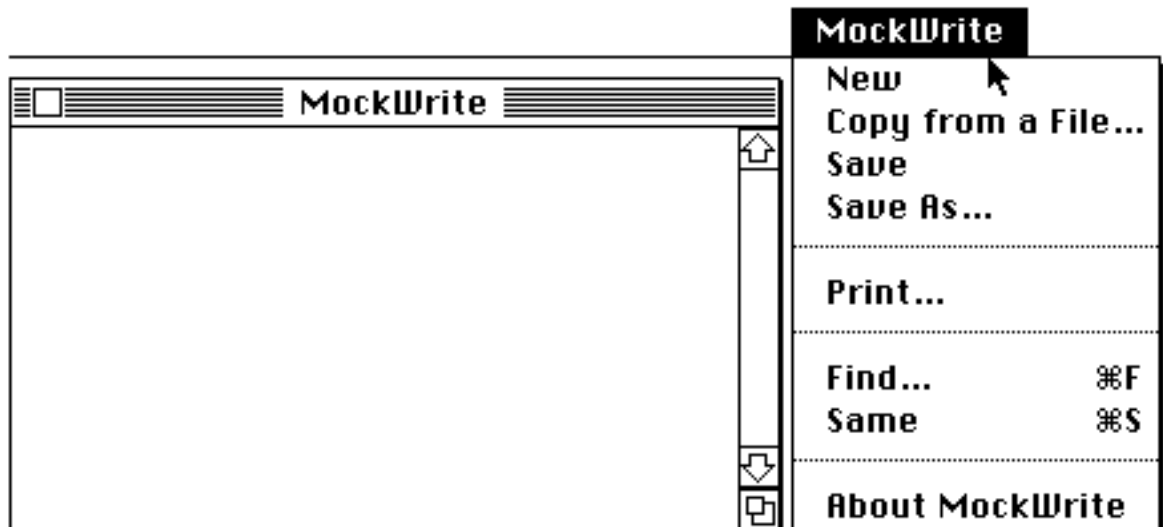 MockWrite
MockWrite
New
Copy from a File...
Save
Save As...
Print...
Find... ⌘F
Same ⌘S
About MockWrite